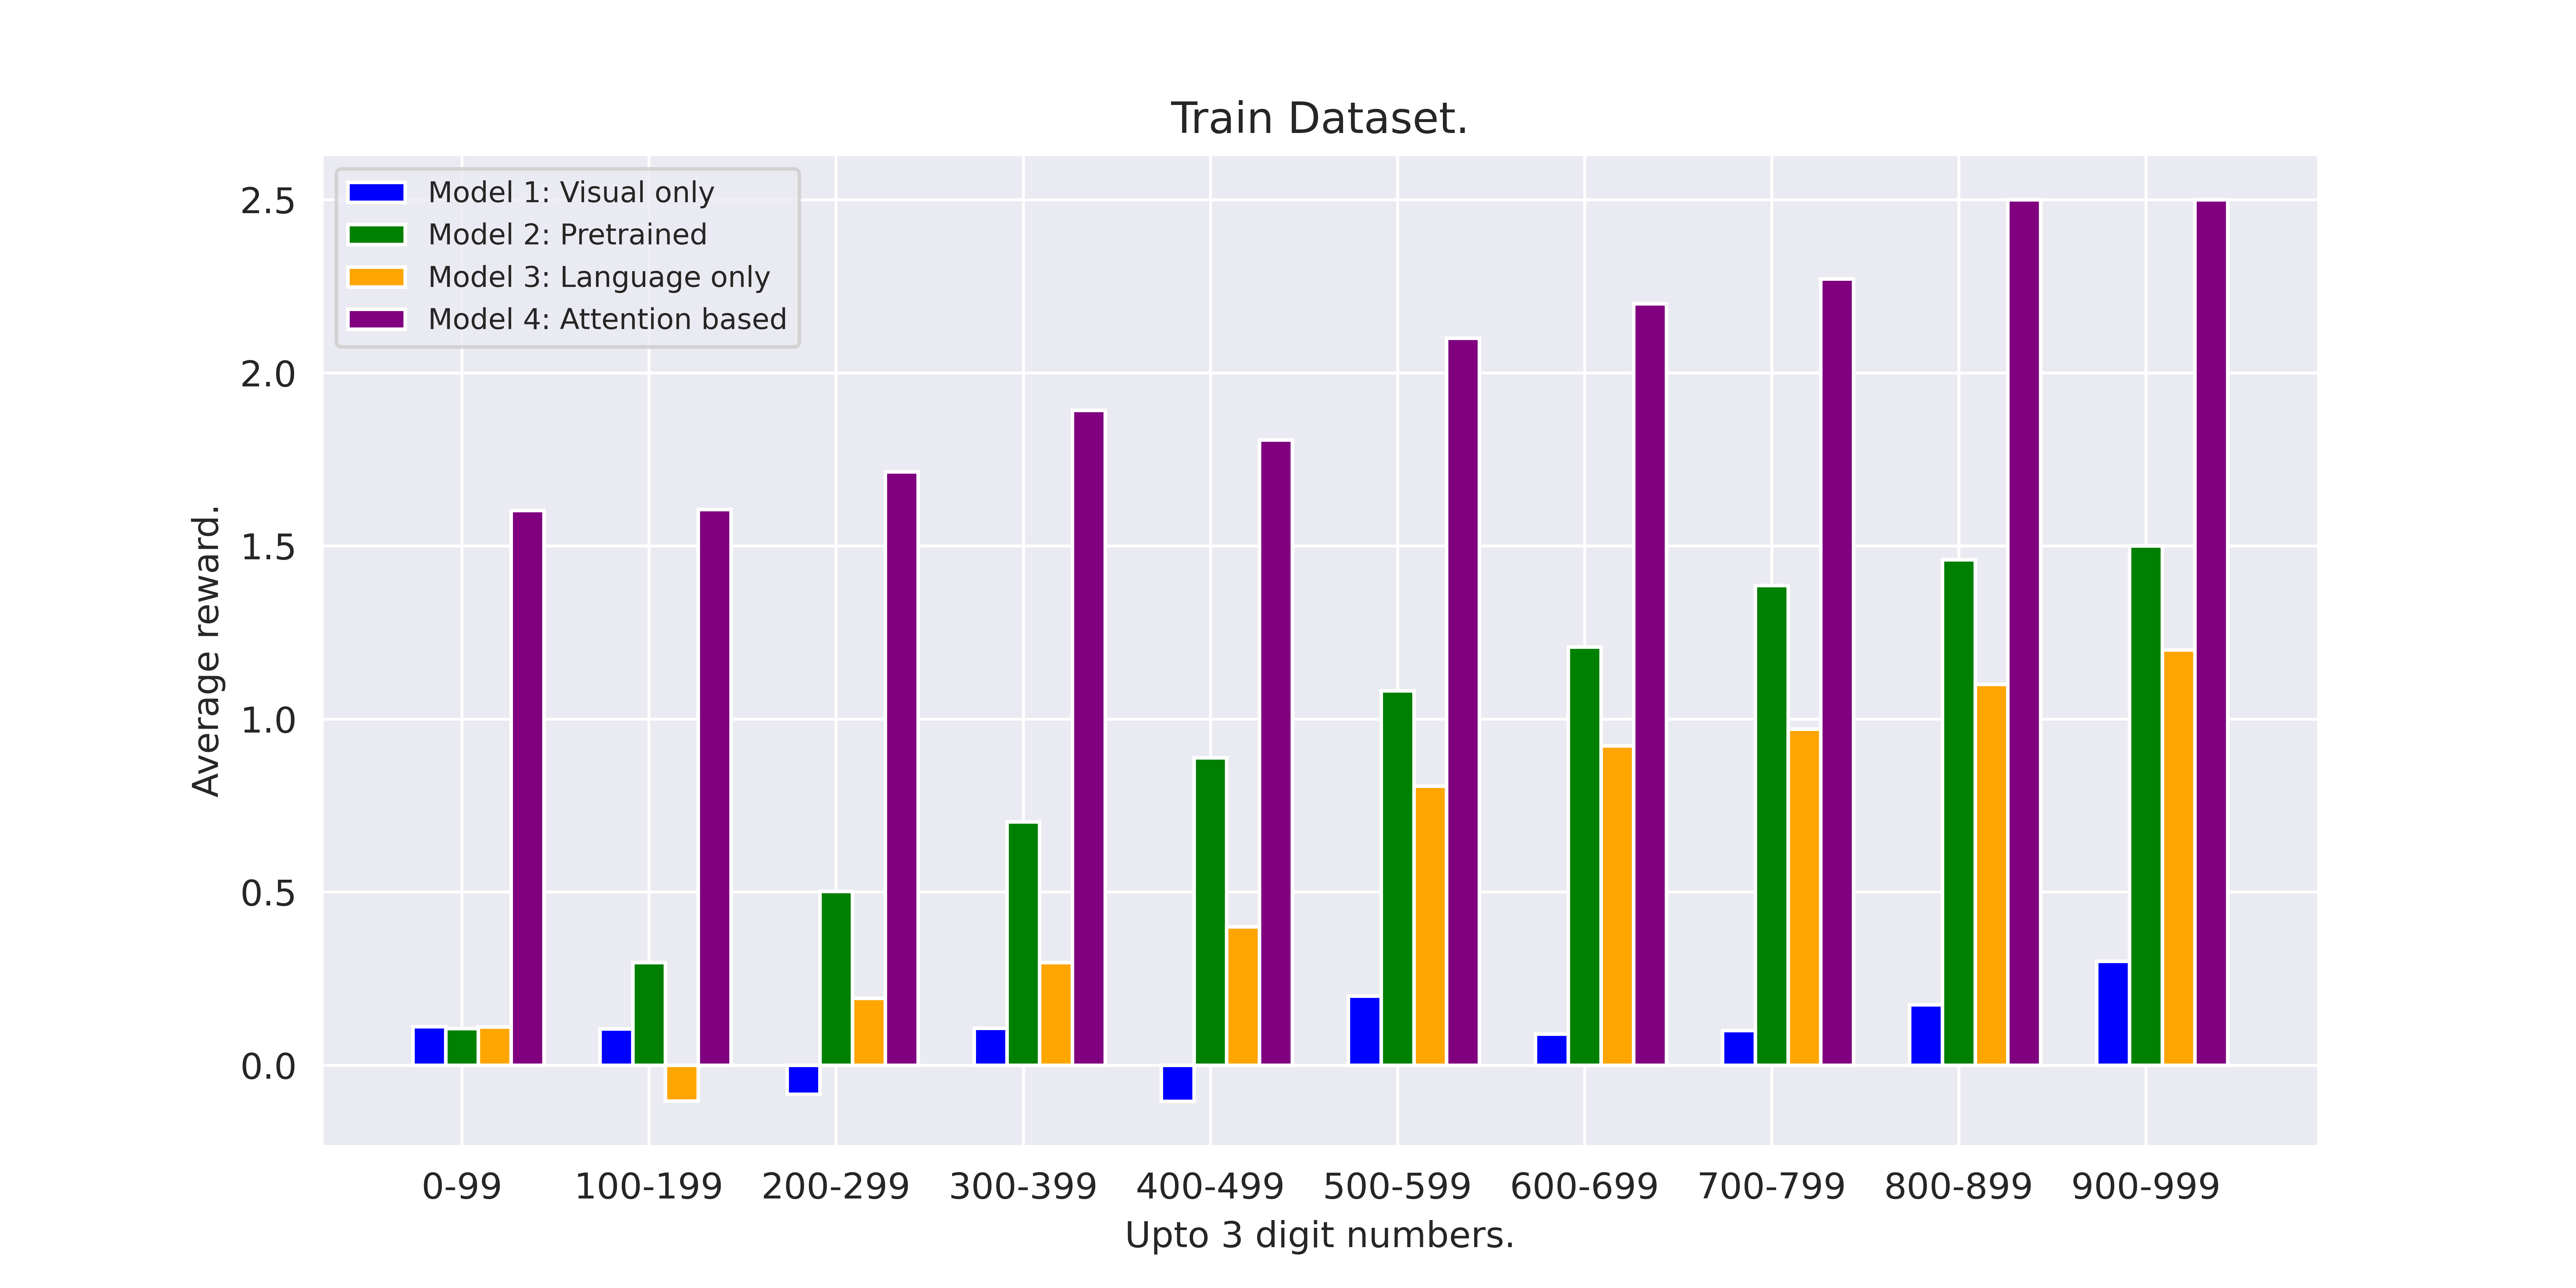 Train Dataset.
Model 1: Visual only
Model 2: Pretrained
Model 3: Language only
Model 4: Attention based
2.5
2.0
1.5
1.0
0.5
0.0
Average reward.
0-99 100-199 200-299 300-399 400-499 500-599 600-699 700-799 800-899 900-999
Upto 3 digit numbers.